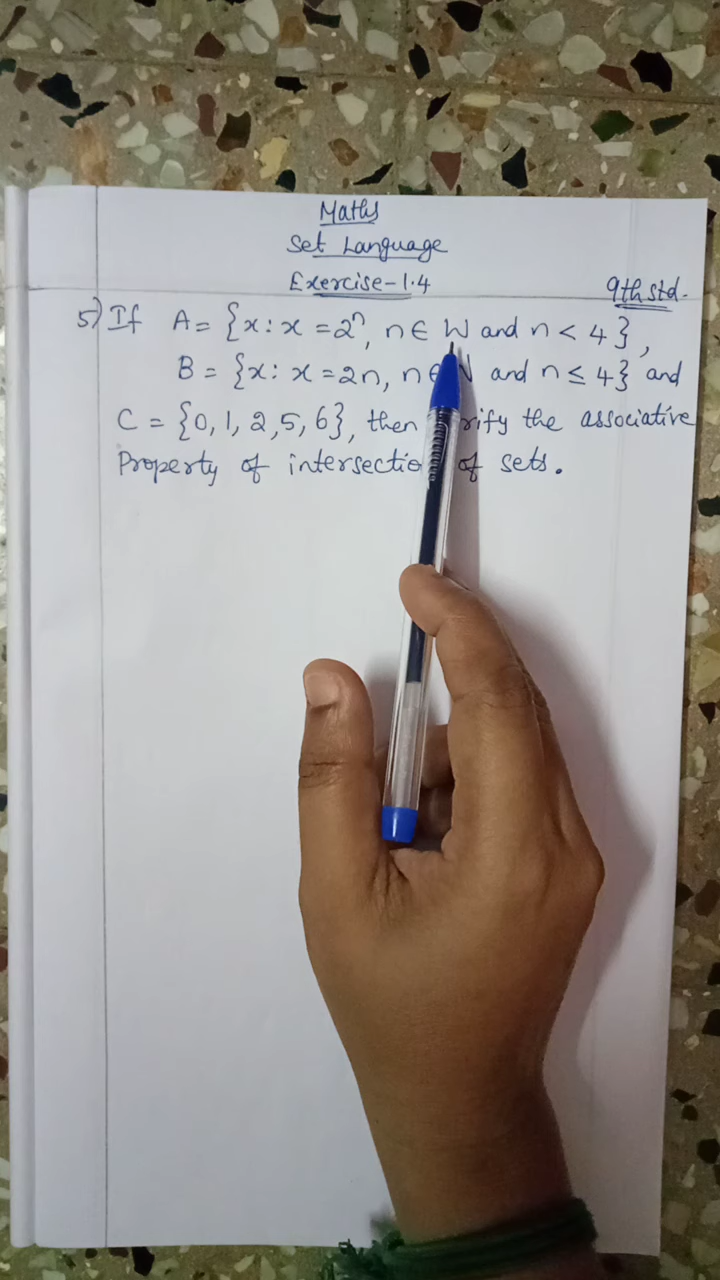 Maths
Set Language
Exercise-1.4
9th std.
5) If A = {x : x = 2ⁿ, n ∈ W and n < 4},
B = {x : x = 2n, n ∈ and n ≤ 4} and
C = {0, 1, 2, 5, 6}, then the associative
Property of of sets.